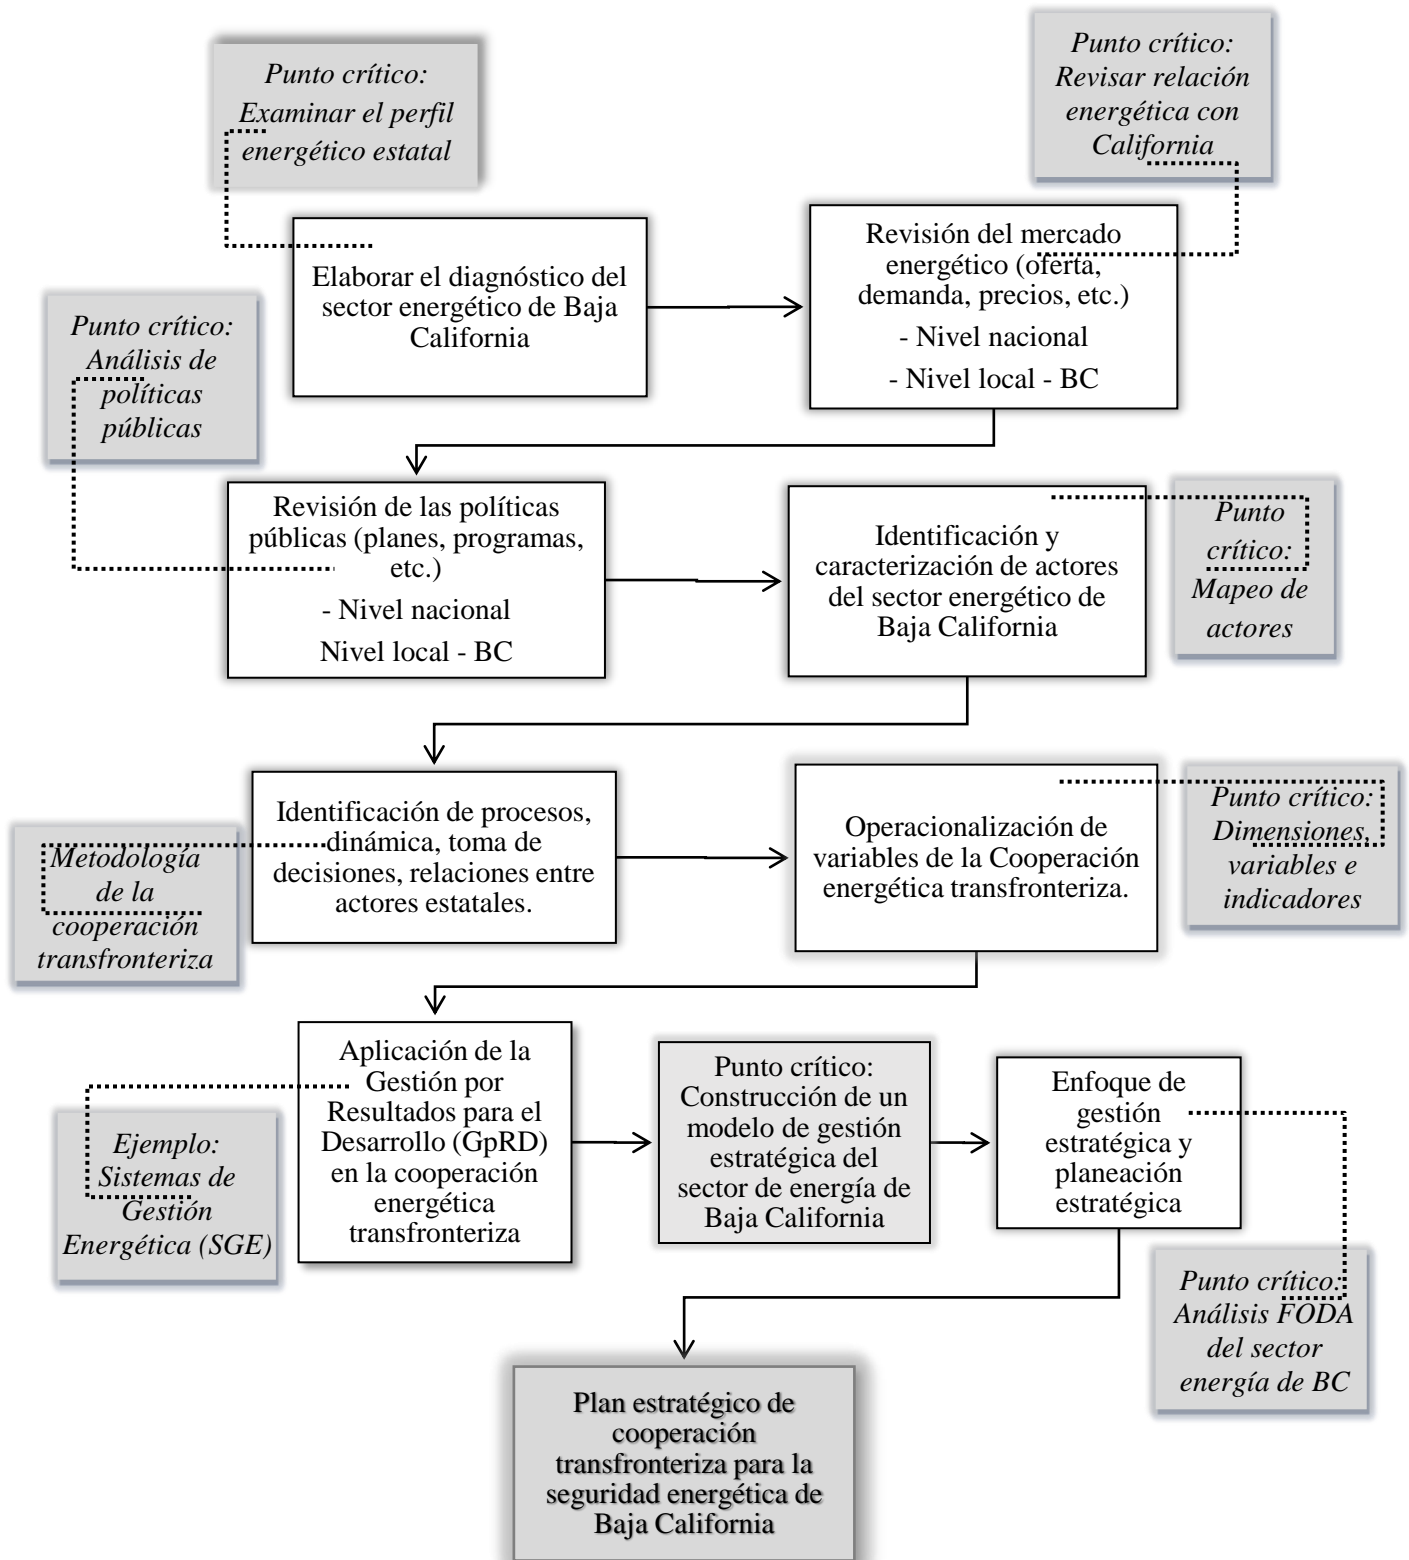 Punto crítico:
Examinar el perfil
energético estatal
Punto crítico:
Revisar relación
energética con
California
Elaborar el diagnóstico del
sector energético de Baja
California
Revisión del mercado
energético (oferta,
demanda, precios, etc.)
- Nivel nacional
- Nivel local - BC
Punto crítico:
Análisis de
políticas
públicas
Revisión de las políticas
públicas (planes, programas,
etc.)
- Nivel nacional
Nivel local - BC
Identificación y
caracterización de actores
del sector energético de
Baja California
Punto
crítico:
Mapeo de
actores
Metodología
de la
cooperación
transfronteriza
Identificación de procesos,
dinámica, toma de
decisiones, relaciones entre
actores estatales.
Operacionalización de
variables de la Cooperación
energética transfronteriza.
Punto crítico:
Dimensiones,
variables e
indicadores
Ejemplo:
Sistemas de
Gestión
Energética (SGE)
Aplicación de la
Gestión por
Resultados para el
Desarrollo (GpRD)
en la cooperación
energética
transfronteriza
Punto crítico:
Construcción de un
modelo de gestión
estratégica del
sector de energía de
Baja California
Enfoque de
gestión
estratégica y
planeación
estratégica
Punto crítico:
Análisis FODA
del sector
energía de BC
Plan estratégico de
cooperación
transfronteriza para la
seguridad energética de
Baja California